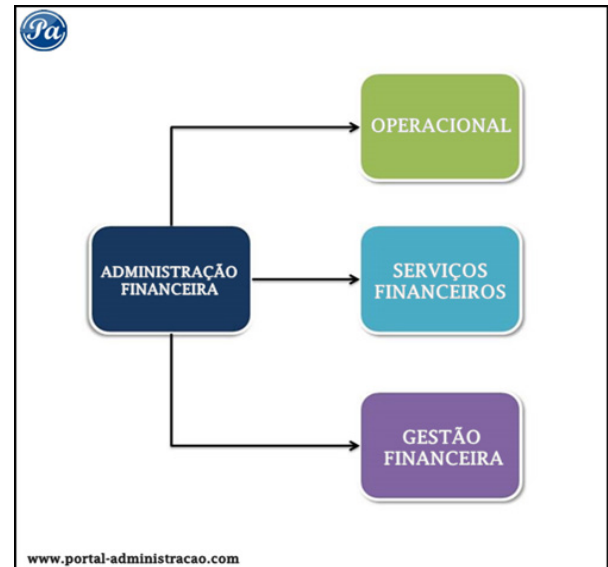 Pa
OPERACIONAL
ADMINISTRAÇÃO
FINANCEIRA
SERVIÇOS
FINANCEIROS
GESTÃO
FINANCEIRA
www.portal-administracao.com